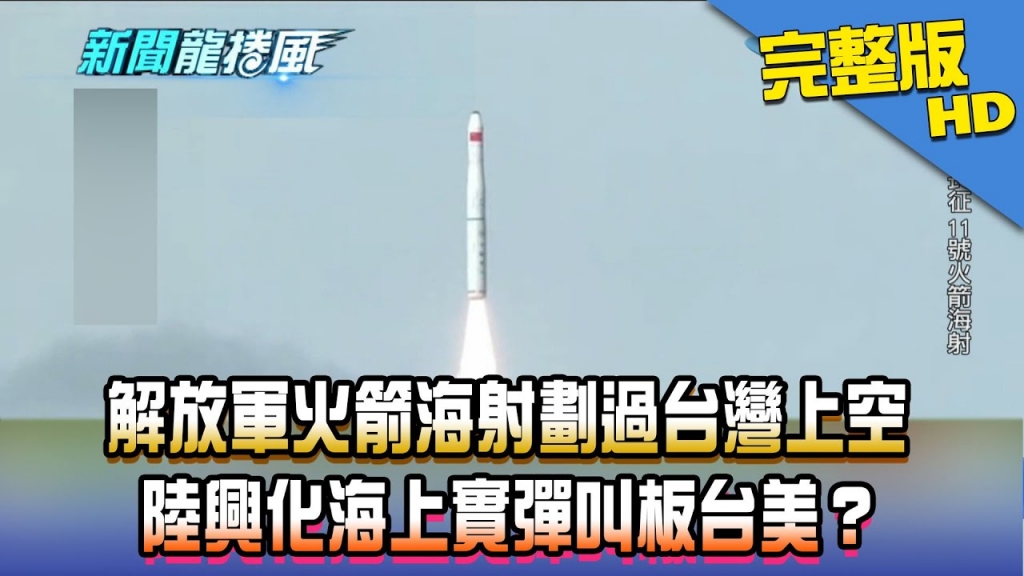 新聞龍捲風
完整版
HD
長征11號火箭海射
解放軍火箭海射劃過台灣上空
陸興化海上實彈叫板台美？